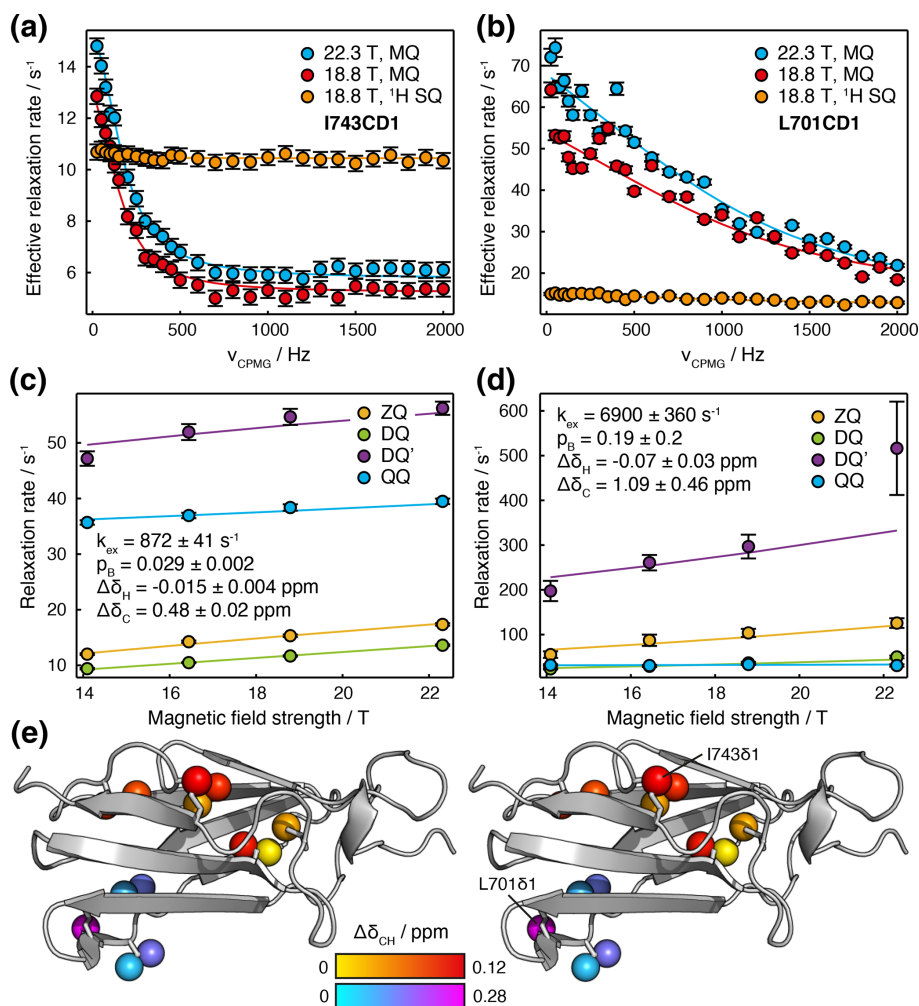 (a)
Effective relaxation rate / s⁻¹
14
12
10
8
6
22.3 T, MQ
18.8 T, MQ
18.8 T, ¹H SQ
I743CD1
0
500
1000
1500
2000
ν_CPMG / Hz
(b)
Effective relaxation rate / s⁻¹
70
60
50
40
30
20
10
22.3 T, MQ
18.8 T, MQ
18.8 T, ¹H SQ
L701CD1
0
500
1000
1500
2000
ν_CPMG / Hz
(c)
Relaxation rate / s⁻¹
50
40
30
20
10
ZQ
DQ
DQ'
QQ
k_ex = 872 ± 41 s⁻¹
p_B = 0.029 ± 0.002
Δδ_H = -0.015 ± 0.004 ppm
Δδ_C = 0.48 ± 0.02 ppm
14
16
18
20
22
Magnetic field strength / T
(d)
Relaxation rate / s⁻¹
600
500
400
300
200
100
k_ex = 6900 ± 360 s⁻¹
p_B = 0.19 ± 0.2
Δδ_H = -0.07 ± 0.03 ppm
Δδ_C = 1.09 ± 0.46 ppm
ZQ
DQ
DQ'
QQ
14
16
18
20
22
Magnetic field strength / T
(e)
I743δ1
L701δ1
Δδ_CH / ppm
0
0.12
0
0.28